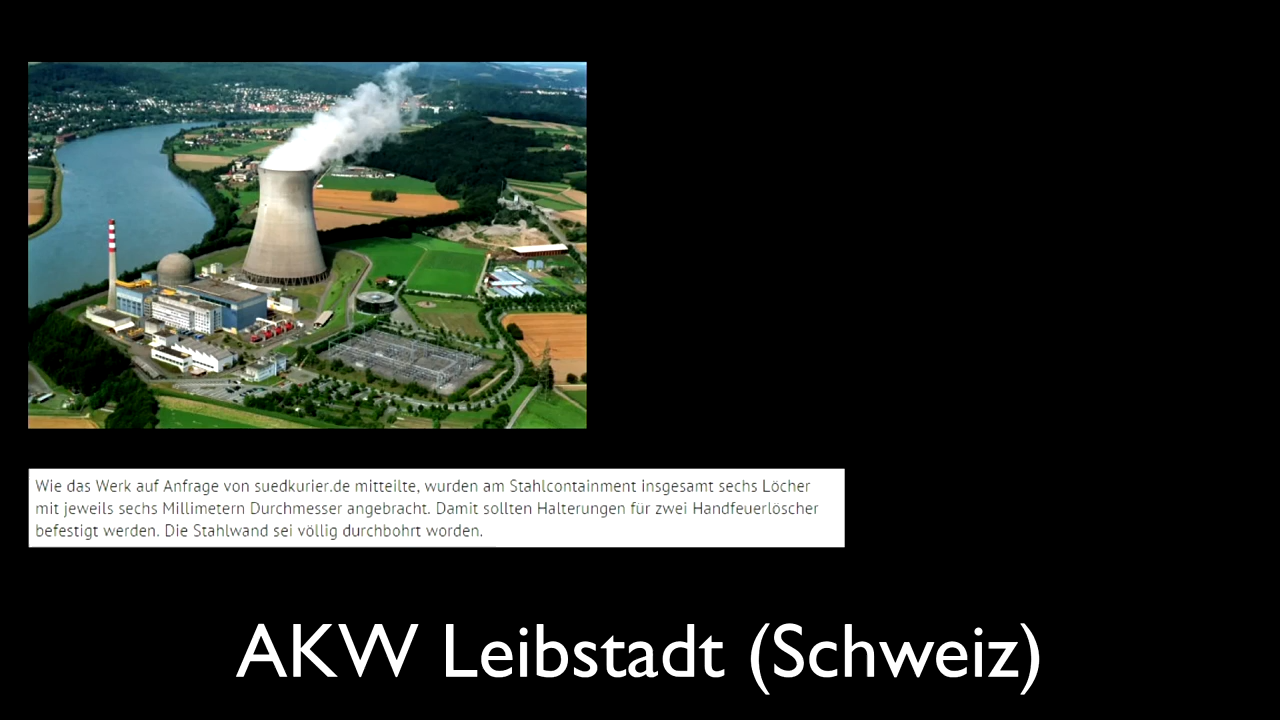 Wie das Werk auf Anfrage von suedkurier.de mitteilte, wurden am Stahlcontainment insgesamt sechs Löcher
mit jeweils sechs Millimetern Durchmesser angebracht. Damit sollten Halterungen für zwei Handfeuerlöscher
befestigt werden. Die Stahlwand sei völlig durchbohrt worden.
AKW Leibstadt (Schweiz)